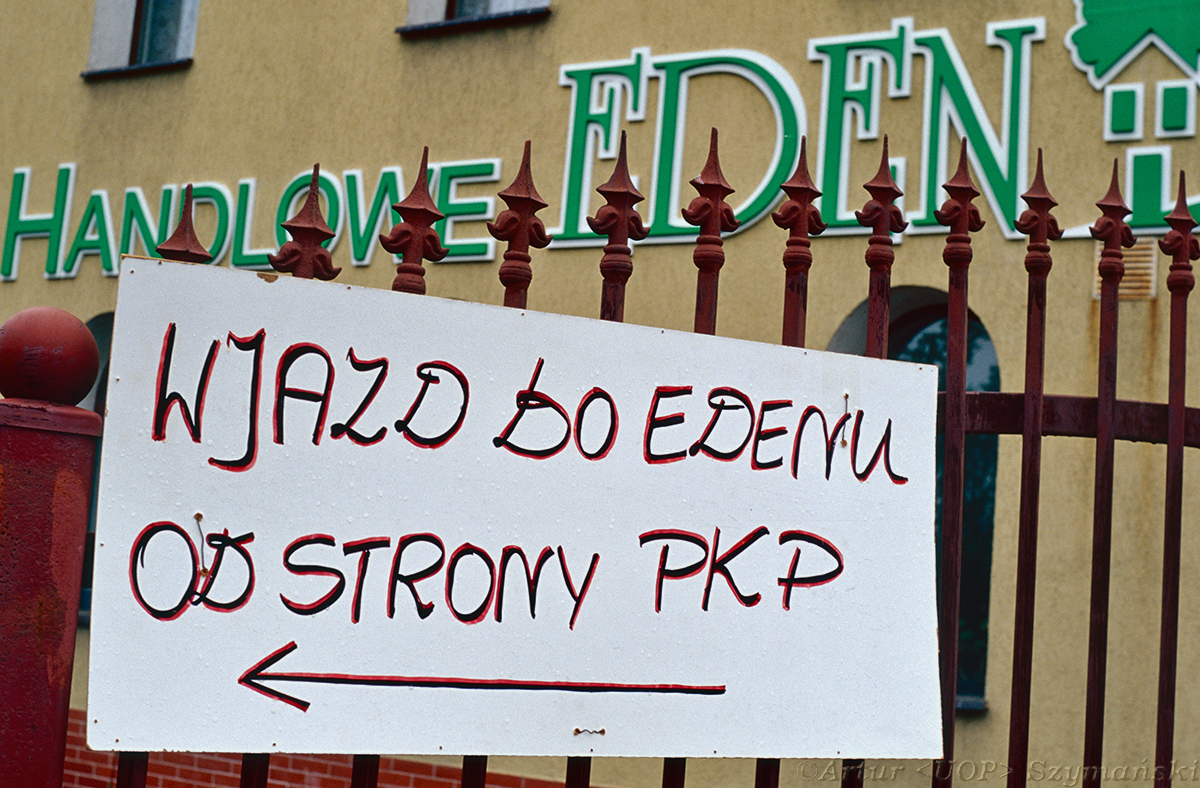 HANDLOWE EDEN
WJAZD DO EDENU
OD STRONY PKP
©Artur <UOP> Szymański